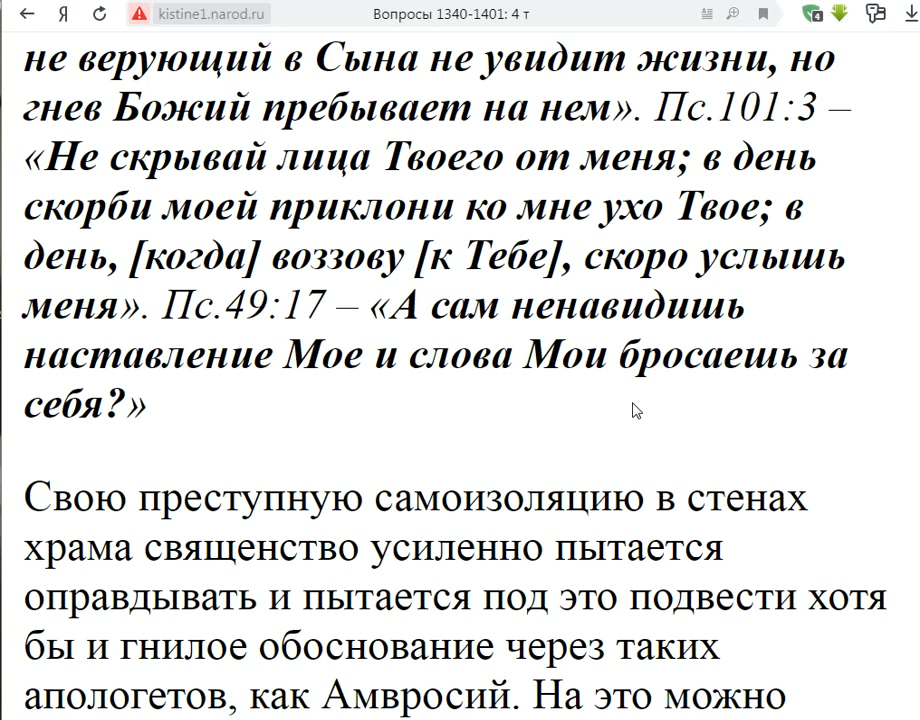 Я kistine1.narod.ru Вопросы 1340-1401: 4 т 4
не верующий в Сына не увидит жизни, но
гнев Божий пребывает на нем». Пс.101:3 –
«Не скрывай лица Твоего от меня; в день
скорби моей приклони ко мне ухо Твое; в
день, [когда] воззову [к Тебе], скоро услышь
меня». Пс.49:17 – «А сам ненавидишь
наставление Мое и слова Мои бросаешь за
себя?»
Свою преступную самоизоляцию в стенах
храма священство усиленно пытается
оправдывать и пытается под это подвести хотя
бы и гнилое обоснование через таких
апологетов, как Амвросий. На это можно